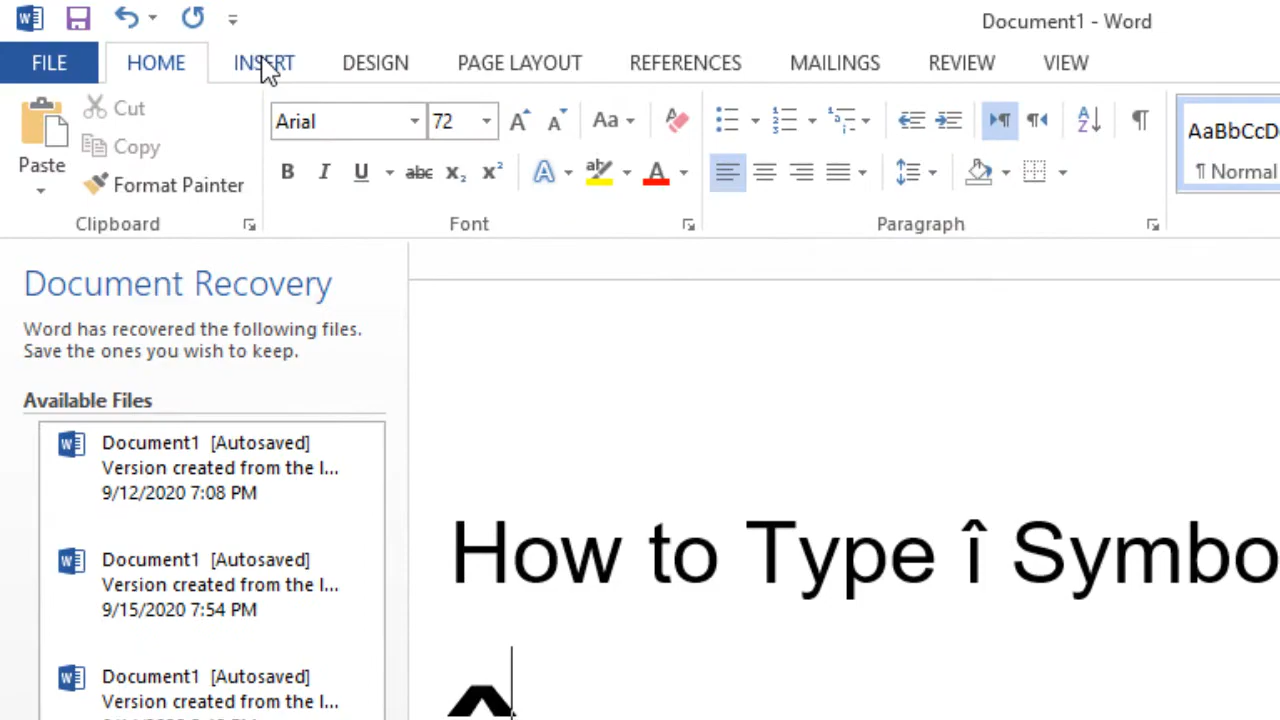 Document1 - Word
FILE HOME INSERT DESIGN PAGE LAYOUT REFERENCES MAILINGS REVIEW VIEW
Paste
Cut
Copy
Format Painter
Clipboard
Arial 72
Aa
B I U abc x₂ x²
A ab A
Font
A Z ¶
Paragraph
AaBbCcD
¶ Normal
Document Recovery
Word has recovered the following files.
Save the ones you wish to keep.
Available Files
Document1 [Autosaved]
Version created from the I...
9/12/2020 7:08 PM
Document1 [Autosaved]
Version created from the I...
9/15/2020 7:54 PM
Document1 [Autosaved]
Version created from the I...
How to Type î Symbo